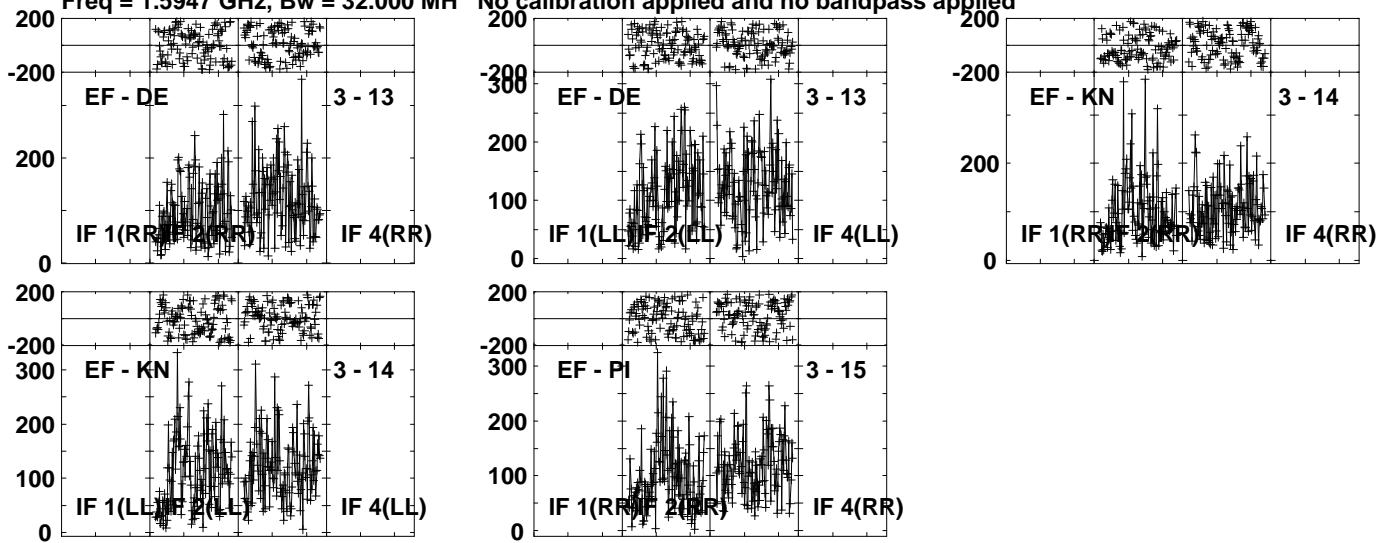 Freq = 1.5947 GHz, Bw = 32.000 MH No calibration applied and no bandpass applied
200 200 200
-200 -200 -200
300
EF - DE 3 - 13 EF - DE 3 - 13 EF - KN 3 - 14
200 200 200
100
IF 1(RR) IF 2(RR) IF 4(RR) IF 1(LL) IF 2(LL) IF 4(LL) IF 1(RR) IF 2(RR) IF 4(RR)
0 0 0
200 200
-200 -200
EF - KN 3 - 14 EF - PI 3 - 15
300 300
200 200
100 100
IF 1(LL) IF 2(LL) IF 4(LL) IF 1(RR) IF 2(RR) IF 4(RR)
0 0